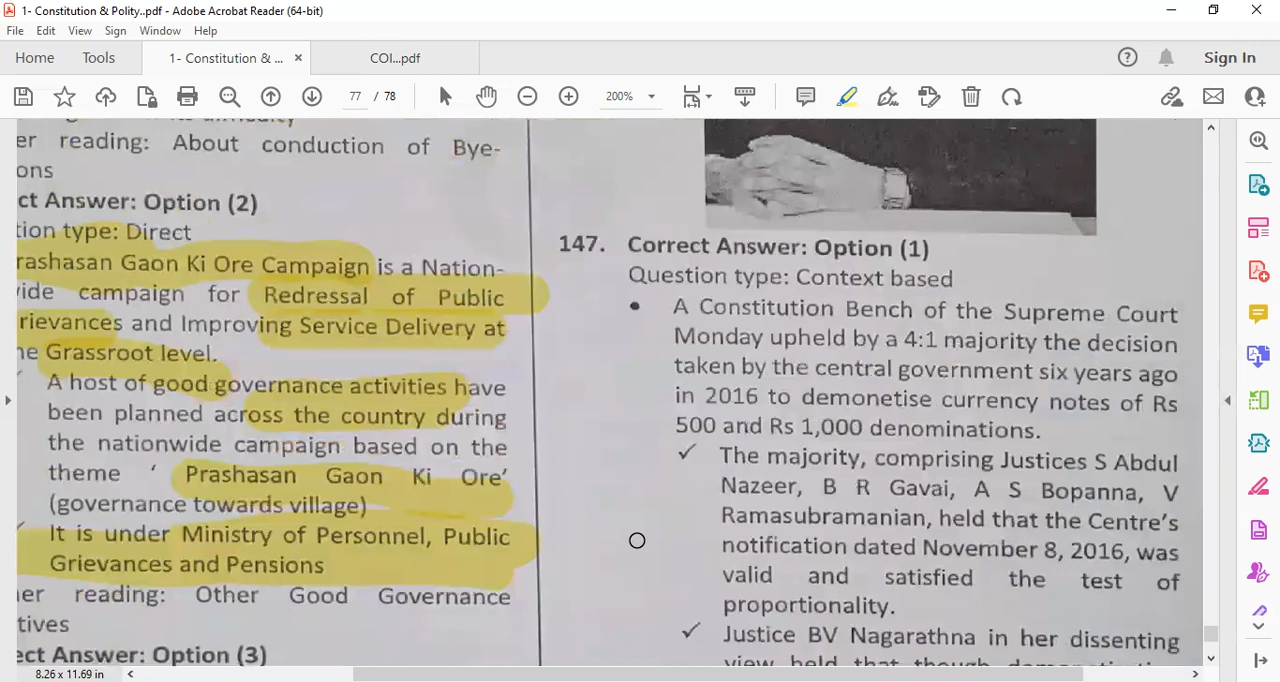 1- Constitution & Polity..pdf - Adobe Acrobat Reader (64-bit)
File Edit View Sign Window Help
Home Tools 1- Constitution & ... × COI...pdf Sign In
77 / 78 200%
er reading: About conduction of Bye-
ons
ct Answer: Option (2)
tion type: Direct
rashasan Gaon Ki Ore Campaign is a Nation-
ide campaign for Redressal of Public
rievances and Improving Service Delivery at
he Grassroot level.
A host of good governance activities have
been planned across the country during
the nationwide campaign based on the
theme ‘ Prashasan Gaon Ki Ore’
(governance towards village)
It is under Ministry of Personnel, Public
Grievances and Pensions
er reading: Other Good Governance
tives
ect Answer: Option (3)
147. Correct Answer: Option (1)
Question type: Context based
• A Constitution Bench of the Supreme Court
Monday upheld by a 4:1 majority the decision
taken by the central government six years ago
in 2016 to demonetise currency notes of Rs
500 and Rs 1,000 denominations.
✓ The majority, comprising Justices S Abdul
Nazeer, B R Gavai, A S Bopanna, V
Ramasubramanian, held that the Centre’s
notification dated November 8, 2016, was
valid and satisfied the test of
proportionality.
✓ Justice BV Nagarathna in her dissenting
view held that though
8.26 x 11.69 in